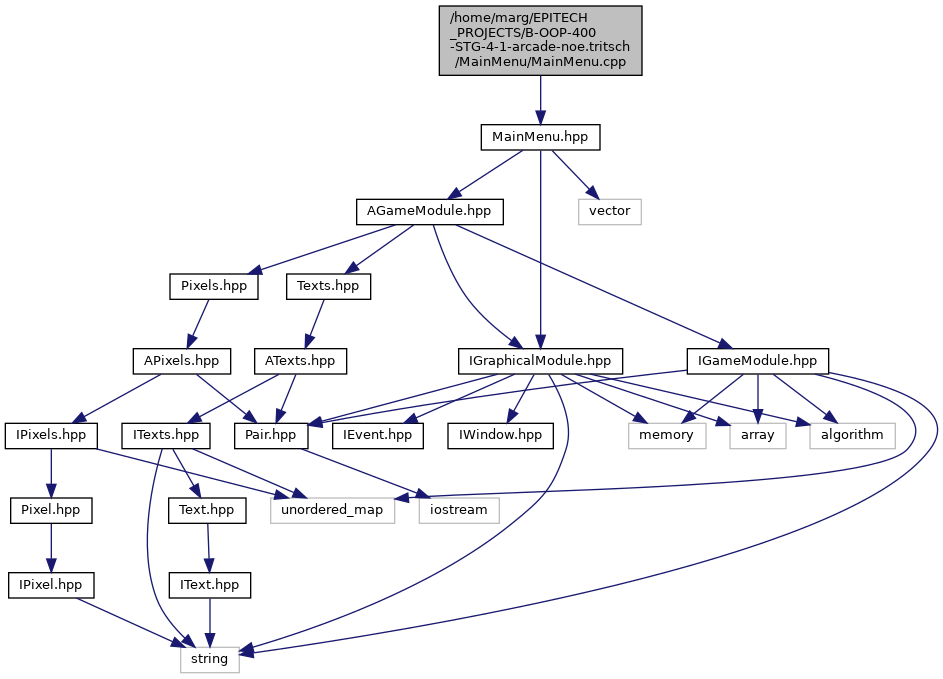 /home/marg/EPITECH
_PROJECTS/B-OOP-400
-STG-4-1-arcade-noe.tritsch
/MainMenu/MainMenu.cpp
MainMenu.hpp
AGameModule.hpp
vector
Pixels.hpp
Texts.hpp
APixels.hpp
ATexts.hpp
IGraphicalModule.hpp
IGameModule.hpp
IPixels.hpp
ITexts.hpp
Pair.hpp
IEvent.hpp
IWindow.hpp
memory
array
algorithm
Pixel.hpp
Text.hpp
unordered_map
iostream
IPixel.hpp
IText.hpp
string